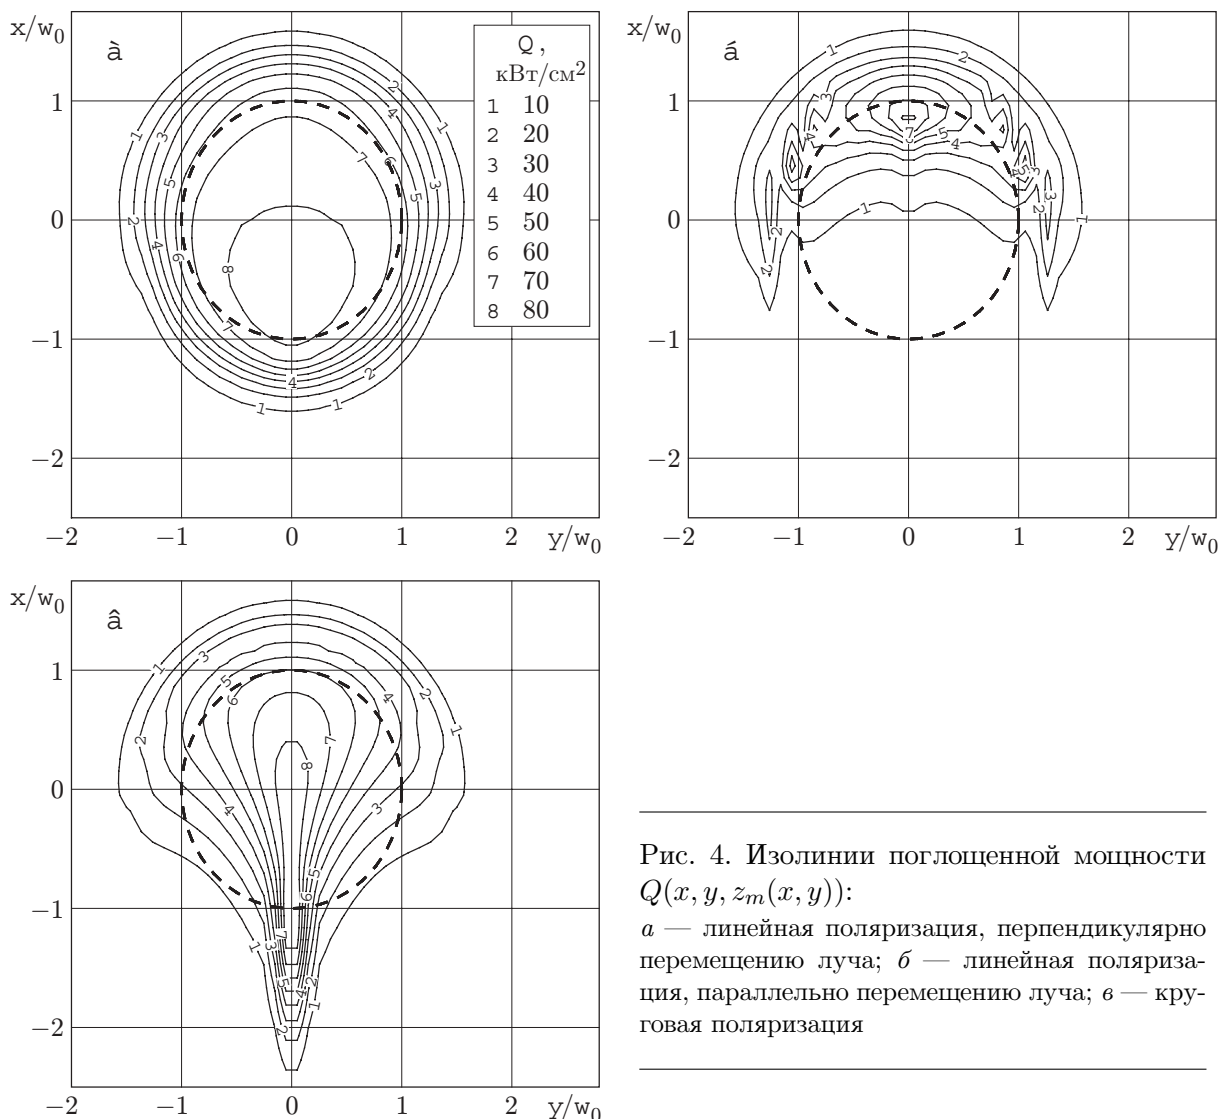 x/w0
à
Q,
кВт/см2
1 10
2 20
3 30
4 40
5 50
6 60
7 70
8 80
1
0
−1
−2
−2 −1 0 1 2 y/w0
x/w0
á
1
0
−1
−2
−2 −1 0 1 2 y/w0
x/w0
â
1
0
−1
−2
−2 −1 0 1 2 y/w0
Рис. 4. Изолинии поглощенной мощности
Q(x, y, zm(x, y)):
а — линейная поляризация, перпендикулярно
перемещению луча; б — линейная поляриза-
ция, параллельно перемещению луча; в — кру-
говая поляризация